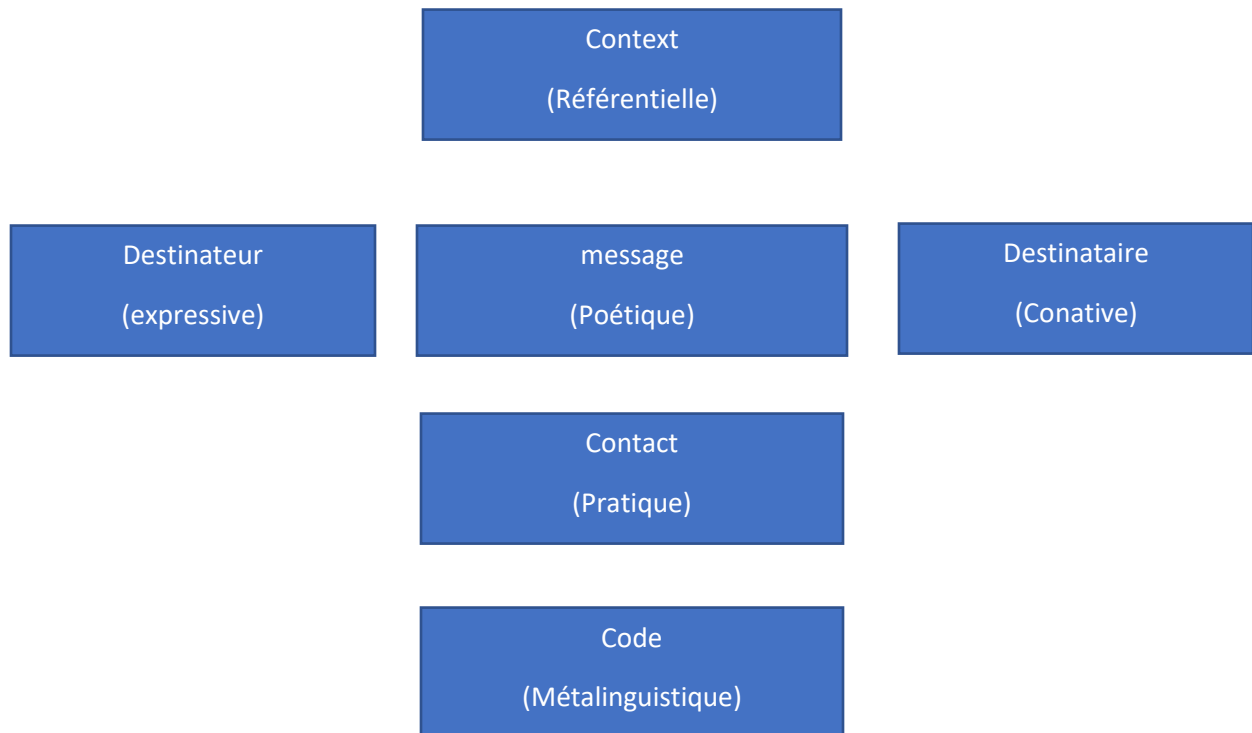 Context
(Référentielle)
Destinateur
(expressive)
message
(Poétique)
Destinataire
(Conative)
Contact
(Pratique)
Code
(Métalinguistique)